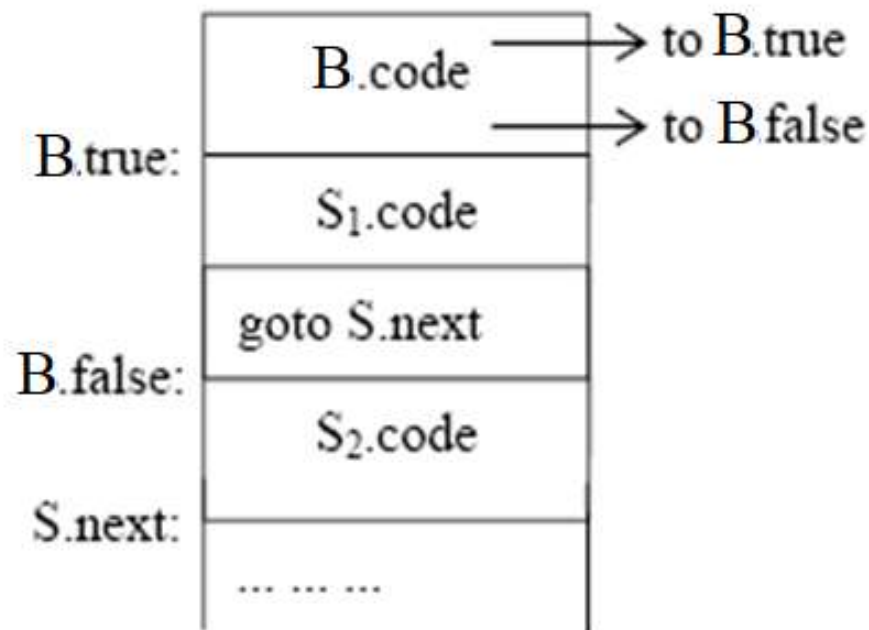 B.code
to B.true
to B.false
B.true:
S₁.code
goto S.next
B.false:
S₂.code
S.next:
... ... ...